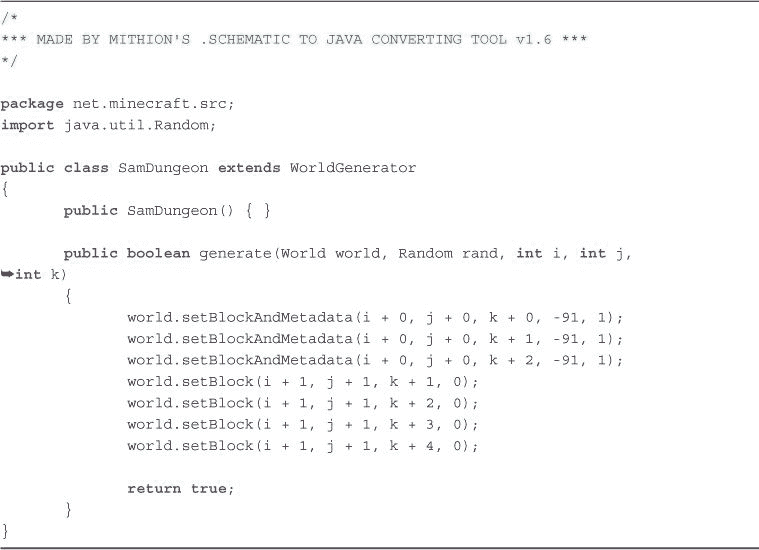 /*
*** MADE BY MITHION'S .SCHEMATIC TO JAVA CONVERTING TOOL v1.6 ***
*/
package net.minecraft.src;
import java.util.Random;
public class SamDungeon extends WorldGenerator
{
public SamDungeon() { }
public boolean generate(World world, Random rand, int i, int j,
➥int k)
{
world.setBlockAndMetadata(i + 0, j + 0, k + 0, -91, 1);
world.setBlockAndMetadata(i + 0, j + 0, k + 1, -91, 1);
world.setBlockAndMetadata(i + 0, j + 0, k + 2, -91, 1);
world.setBlock(i + 1, j + 1, k + 1, 0);
world.setBlock(i + 1, j + 1, k + 2, 0);
world.setBlock(i + 1, j + 1, k + 3, 0);
world.setBlock(i + 1, j + 1, k + 4, 0);
return true;
}
}